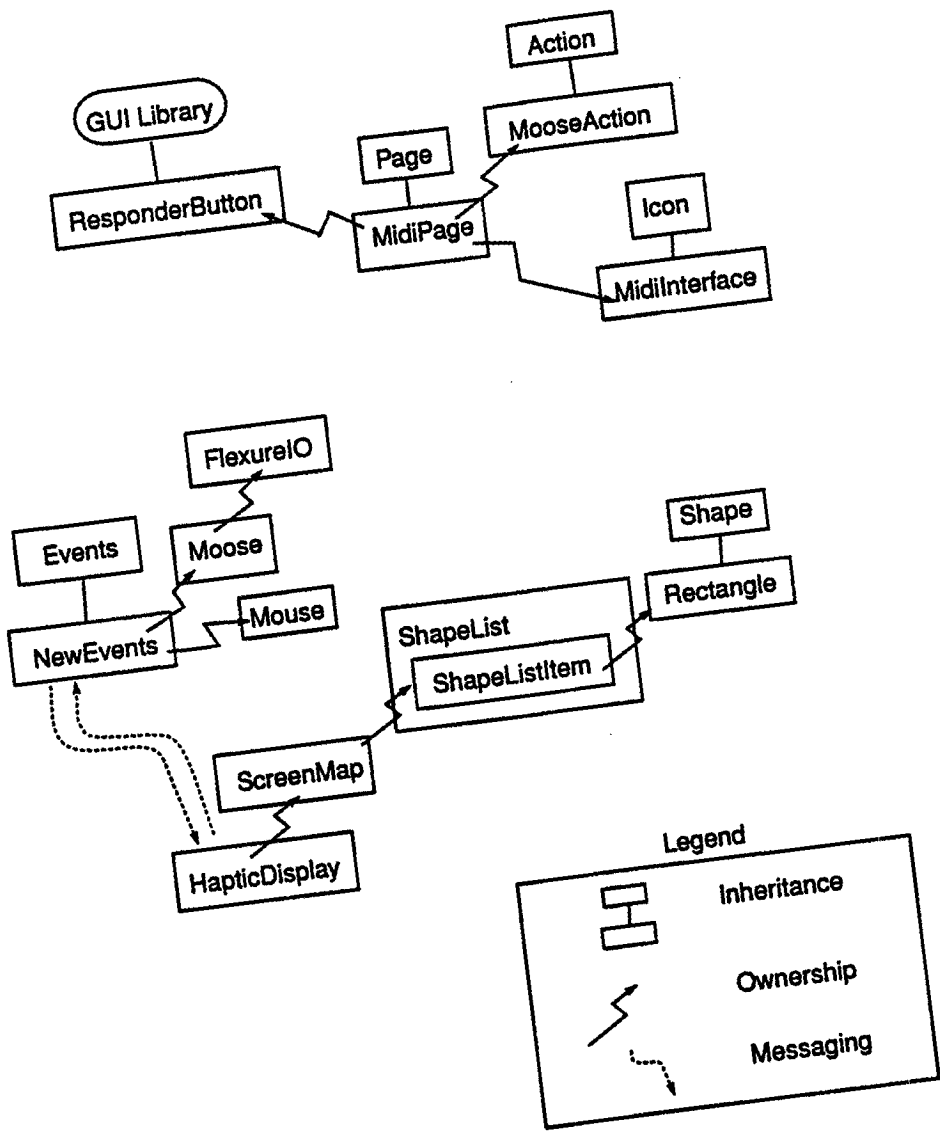 Action
GUI Library
MooseAction
Page
ResponderButton
Icon
MidiPage
MidiInterface
FlexureIO
Shape
Events
Moose
Rectangle
Mouse
ShapeList
NewEvents
ShapeListItem
ScreenMap
HapticDisplay
Legend
Inheritance
Ownership
Messaging